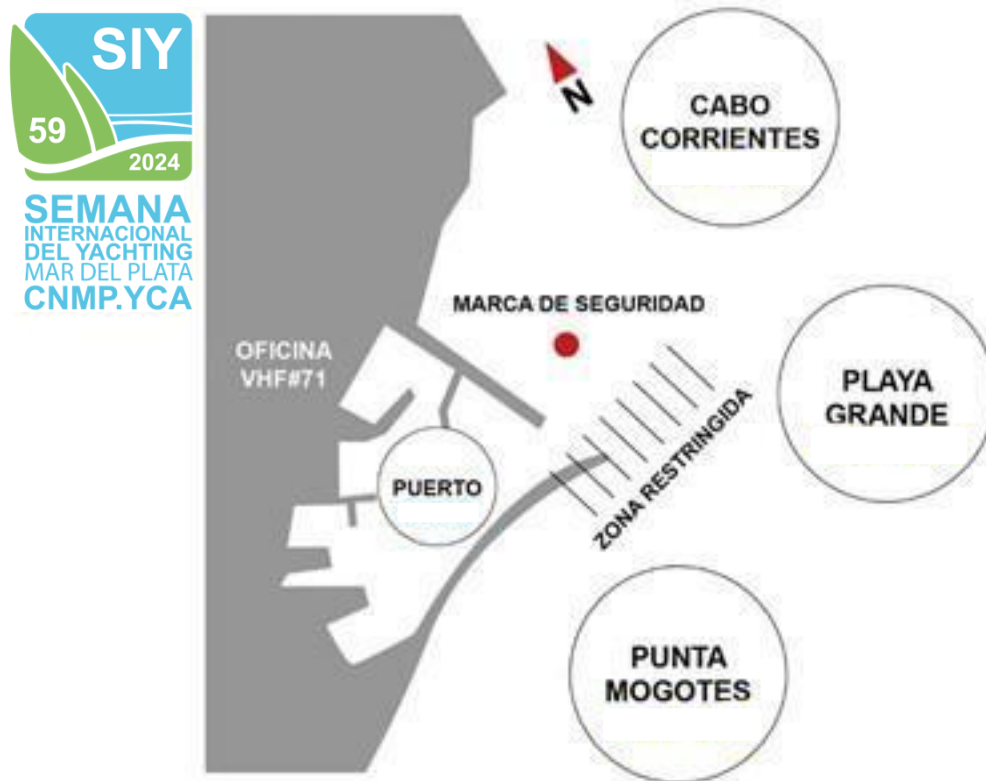 SIY
59
2024
SEMANA
INTERNACIONAL
DEL YACHTING
MAR DEL PLATA
CNMP.YCA
N
CABO
CORRIENTES
MARCA DE SEGURIDAD
OFICINA
VHF#71
PLAYA
GRANDE
PUERTO
ZONA RESTRINGIDA
PUNTA
MOGOTES